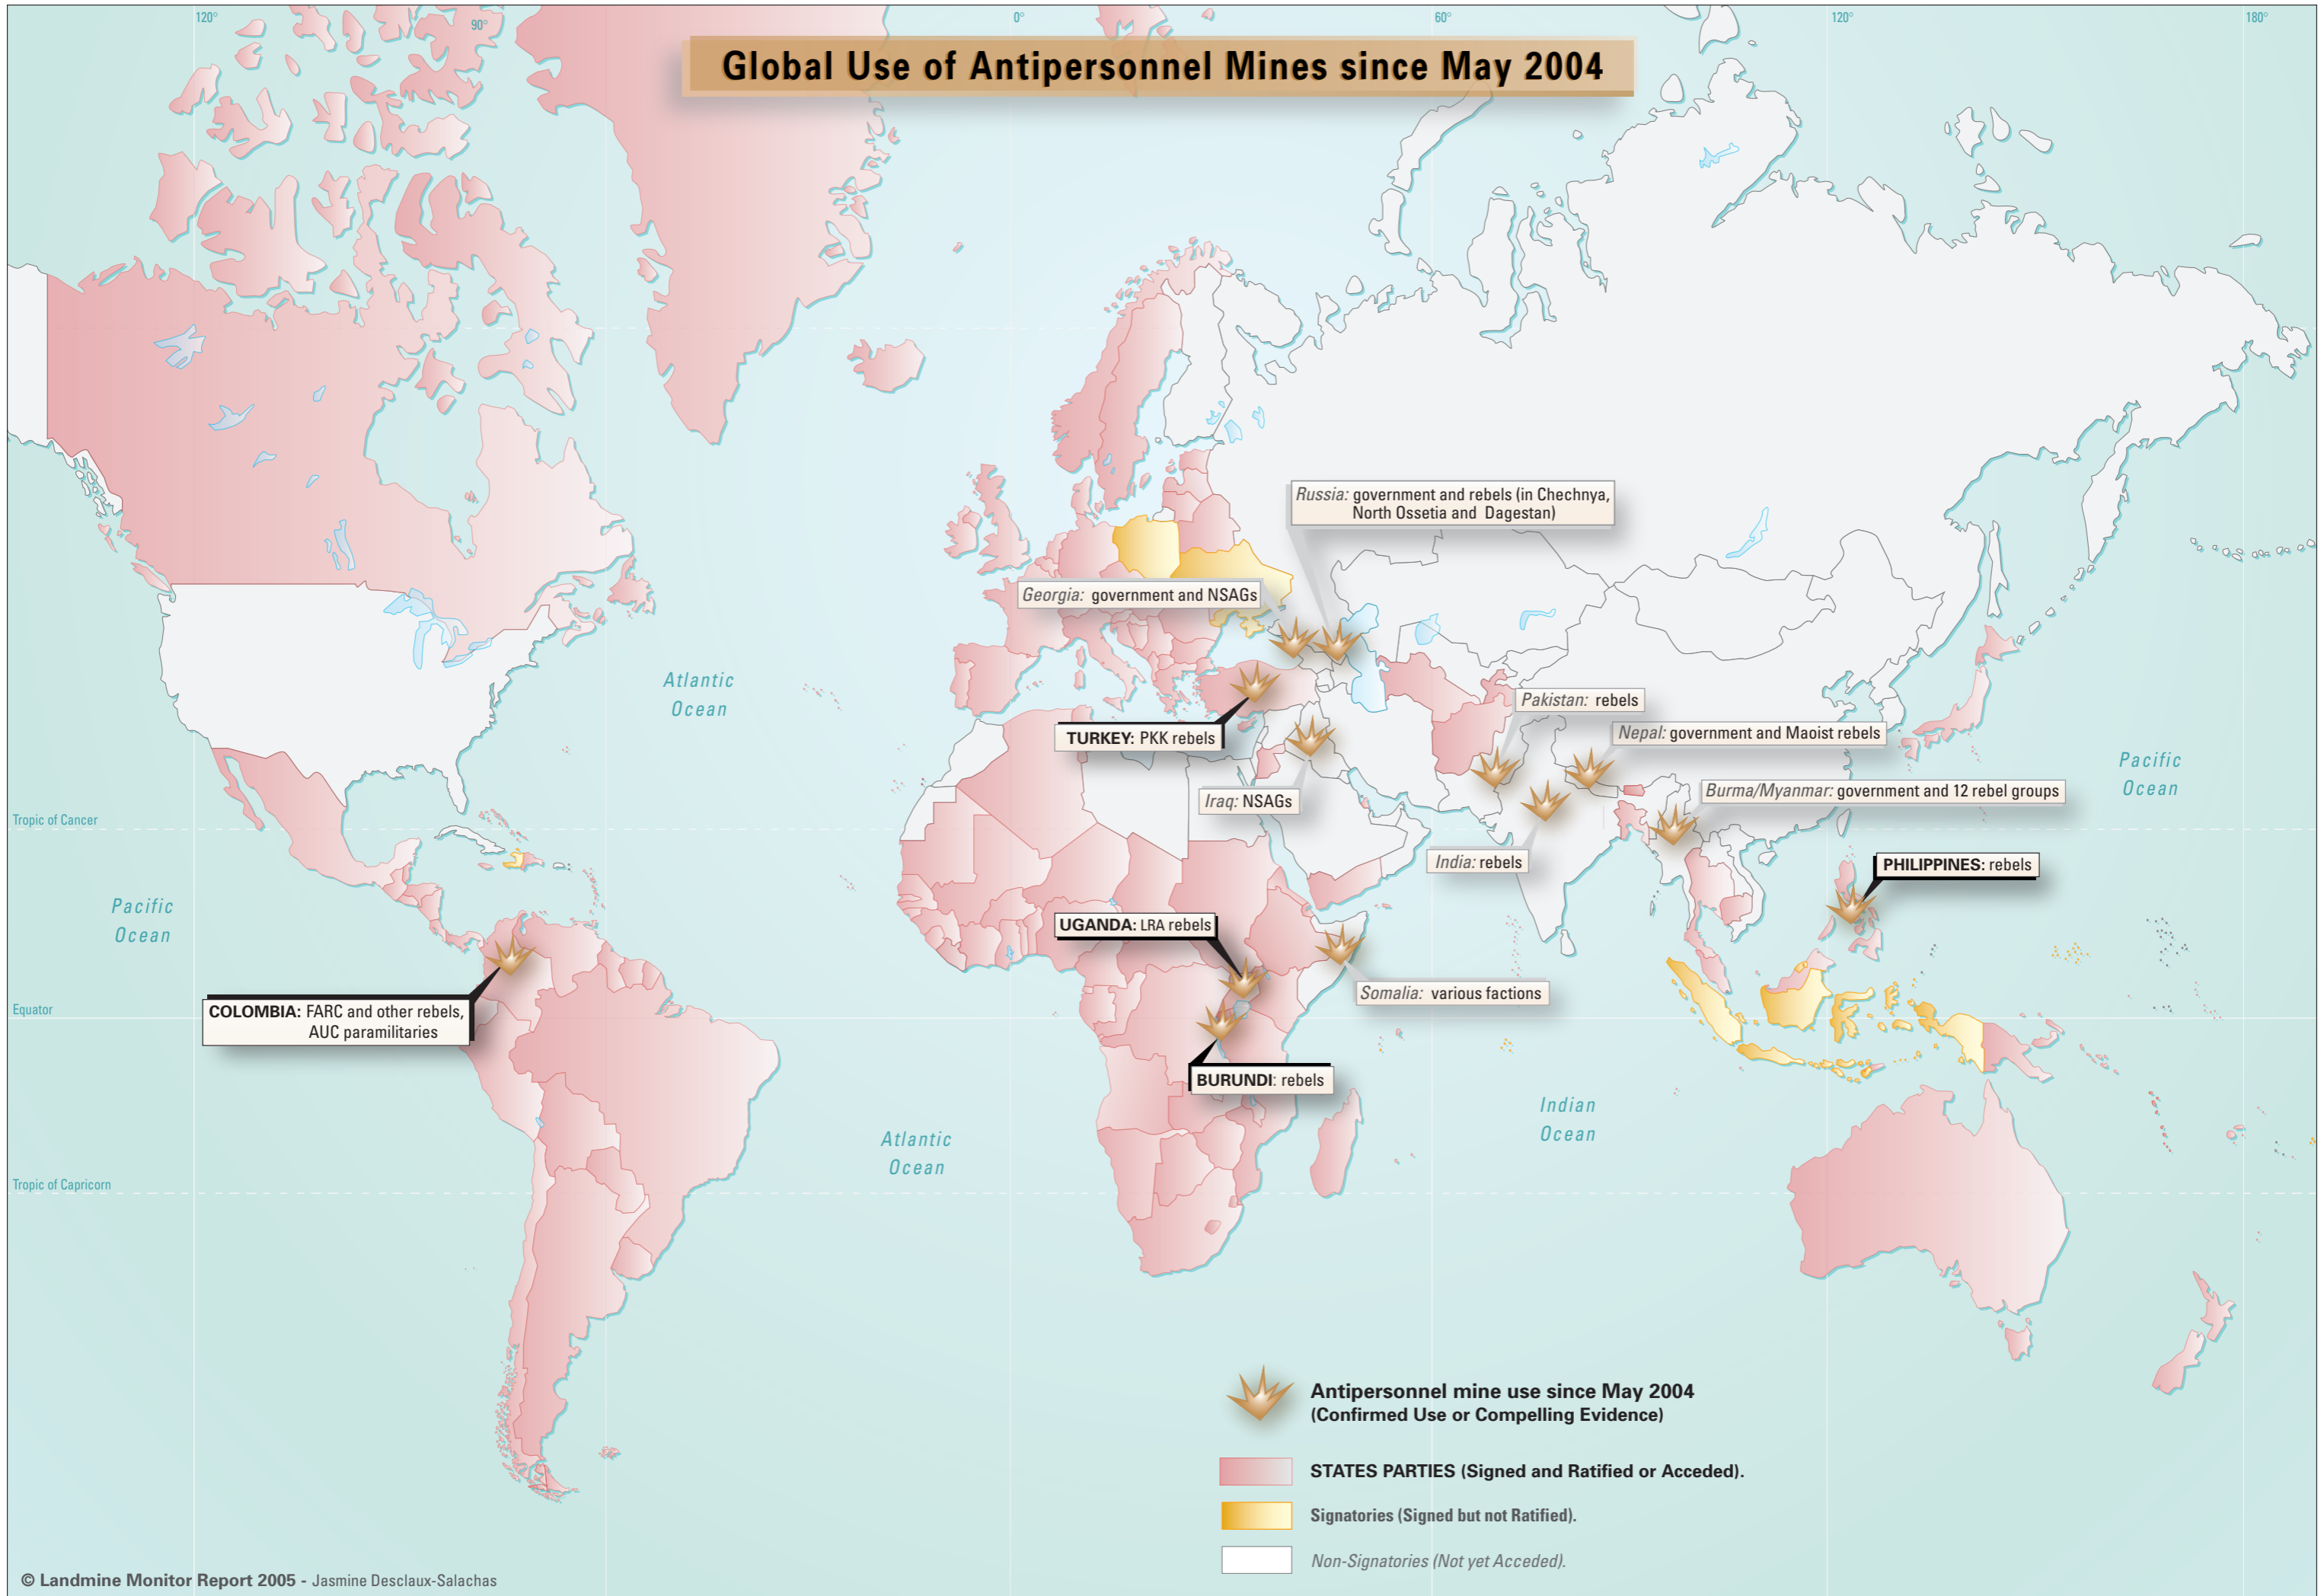 120°
90°
0°
60°
120°
180°
Global Use of Antipersonnel Mines since May 2004
Russia: government and rebels (in Chechnya,
North Ossetia and Dagestan)
Georgia: government and NSAGs
Atlantic
Ocean
Pakistan: rebels
TURKEY: PKK rebels
Nepal: government and Maoist rebels
Pacific
Ocean
Iraq: NSAGs
Burma/Myanmar: government and 12 rebel groups
Tropic of Cancer
India: rebels
PHILIPPINES: rebels
Pacific
Ocean
UGANDA: LRA rebels
Somalia: various factions
Equator
COLOMBIA: FARC and other rebels,
AUC paramilitaries
BURUNDI: rebels
Indian
Ocean
Atlantic
Ocean
Tropic of Capricorn
Antipersonnel mine use since May 2004
(Confirmed Use or Compelling Evidence)
STATES PARTIES (Signed and Ratified or Acceded).
Signatories (Signed but not Ratified).
Non-Signatories (Not yet Acceded).
© Landmine Monitor Report 2005 - Jasmine Desclaux-Salachas